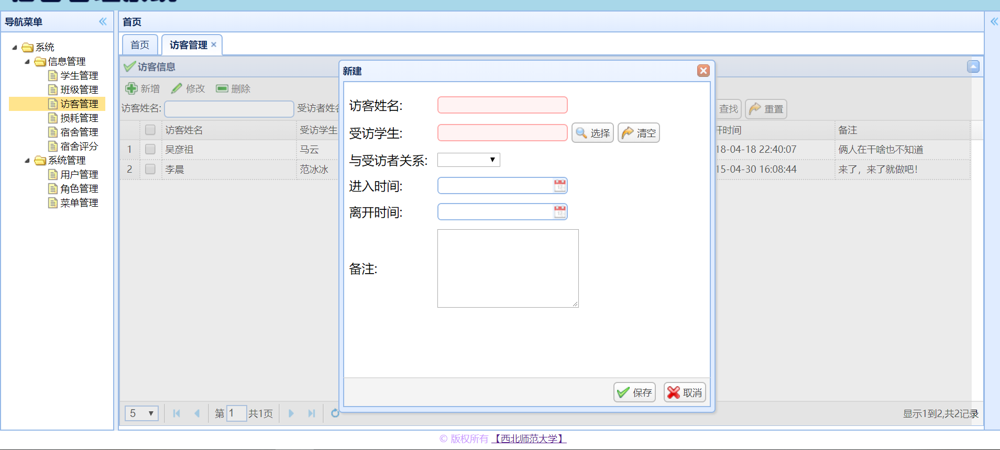 导航菜单
首页
首页
访客管理
系统
信息管理
学生管理
班级管理
访客管理
损耗管理
宿舍管理
宿舍评分
系统管理
用户管理
角色管理
菜单管理
访客信息
新增 修改 删除
访客姓名: 受访者姓 查找 重置
访客姓名 受访学生 开时间 备注
1 吴彦祖 马云 18-04-18 22:40:07 俩人在干啥也不知道
2 李晨 范冰冰 15-04-30 16:08:44 来了，来了就做吧!
新建
访客姓名:
受访学生: 选择 清空
与受访者关系:
进入时间:
离开时间:
备注:
保存 取消
5 第 1 共1页
显示1到2,共2记录
© 版权所有 【西北师范大学】